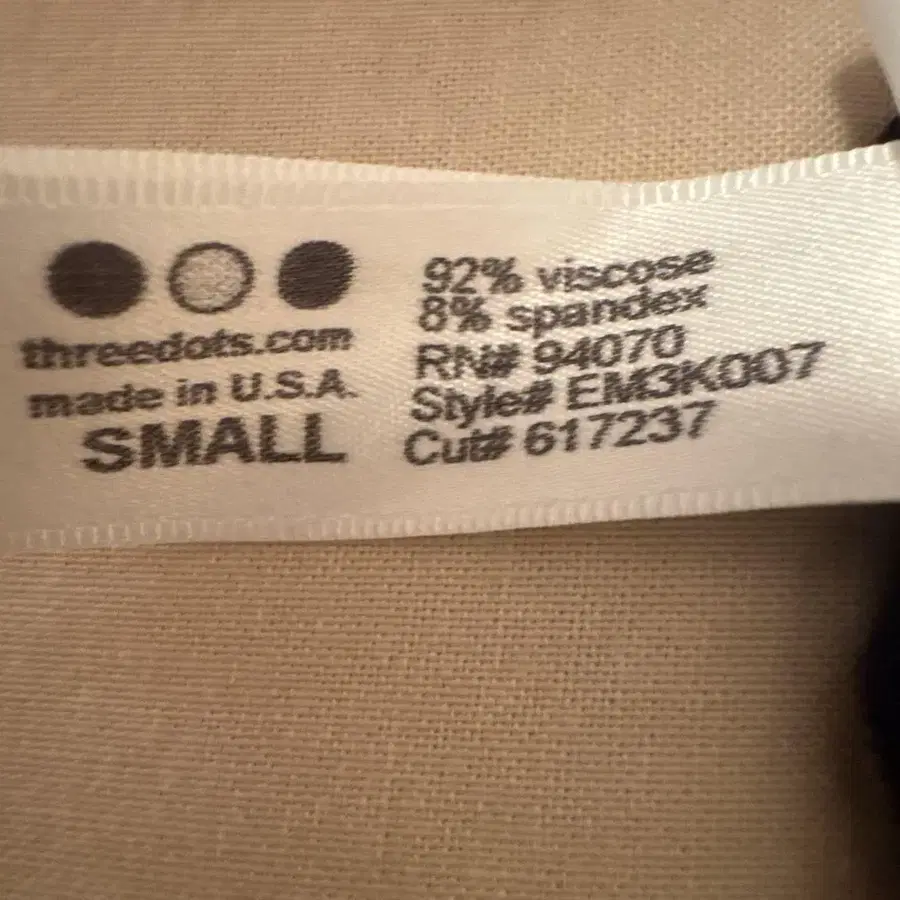 threedots.com
made in U.S.A.
SMALL
92% viscose
8% spandex
RN# 94070
Style# EM3K007
Cut# 617237